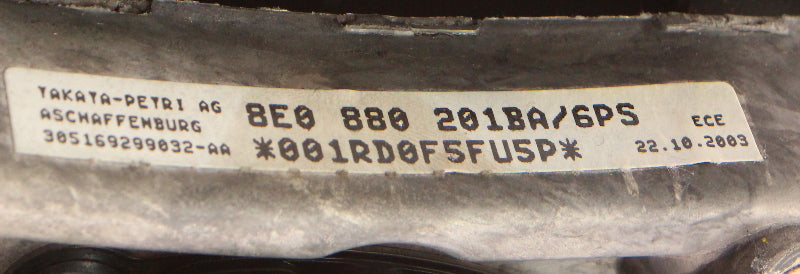 TAKATA-PETRI AG
ASCHAFFENBURG
305169299032-AA
8E0 880 201BA/6PS
*001RD0F5FU5P*
ECE
22.10.2003